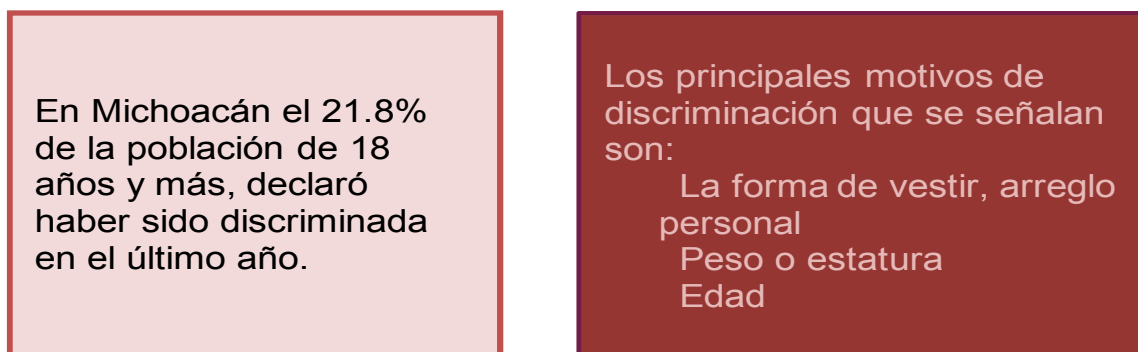 En Michoacán el 21.8%
de la población de 18
años y más, declaró
haber sido discriminada
en el último año.
Los principales motivos de
discriminación que se señalan
son:
La forma de vestir, arreglo
personal
Peso o estatura
Edad